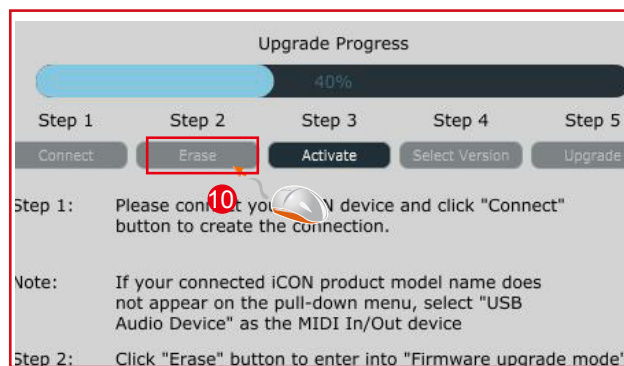 Upgrade Progress
40%
Step 1 Step 2 Step 3 Step 4 Step 5
Connect Erase Activate Select Version Upgrade
10
Step 1: Please connect your N device and click "Connect"
button to create the connection.
Note: If your connected iCON product model name does
not appear on the pull-down menu, select "USB
Audio Device" as the MIDI In/Out device
Step 2: Click "Erase" button to enter into "Firmware upgrade mode"